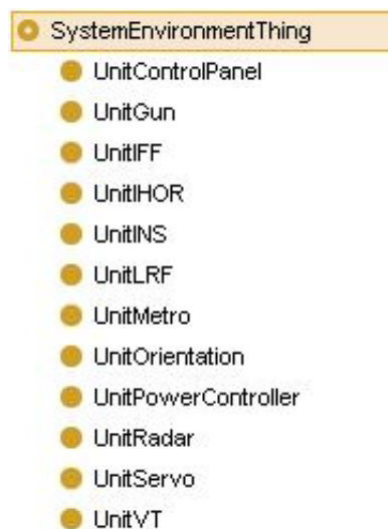 SystemEnvironmentThing
UnitControlPanel
UnitGun
UnitIFF
UnitIHOR
UnitINS
UnitLRF
UnitMetro
UnitOrientation
UnitPowerController
UnitRadar
UnitServo
UnitVT